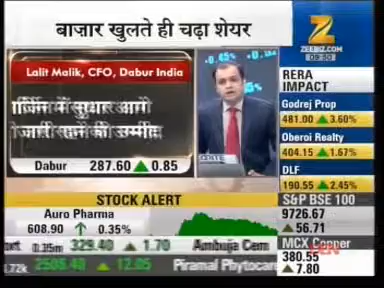 बाज़ार खुलते ही चढ़ा शेयर
ZEE
ZEEBIZ.COM
09:50
Lalit Malik, CFO, Dabur India
Dabur 287.60 ▲ 0.85
RERA
IMPACT
Godrej Prop
481.00 ▲ 3.60%
Oberoi Realty
404.15 ▲ 1.67%
DLF
190.55 ▲ 2.45%
STOCK ALERT
Auro Pharma
608.90 ↑ 0.35%
S&P BSE 100
9726.67
▲ 56.71
MCX Copper
380.55
▲ 7.80
329.40 ▲ 1.70 Ambuja Cem
▲ 12.05 Piramal Phytocare